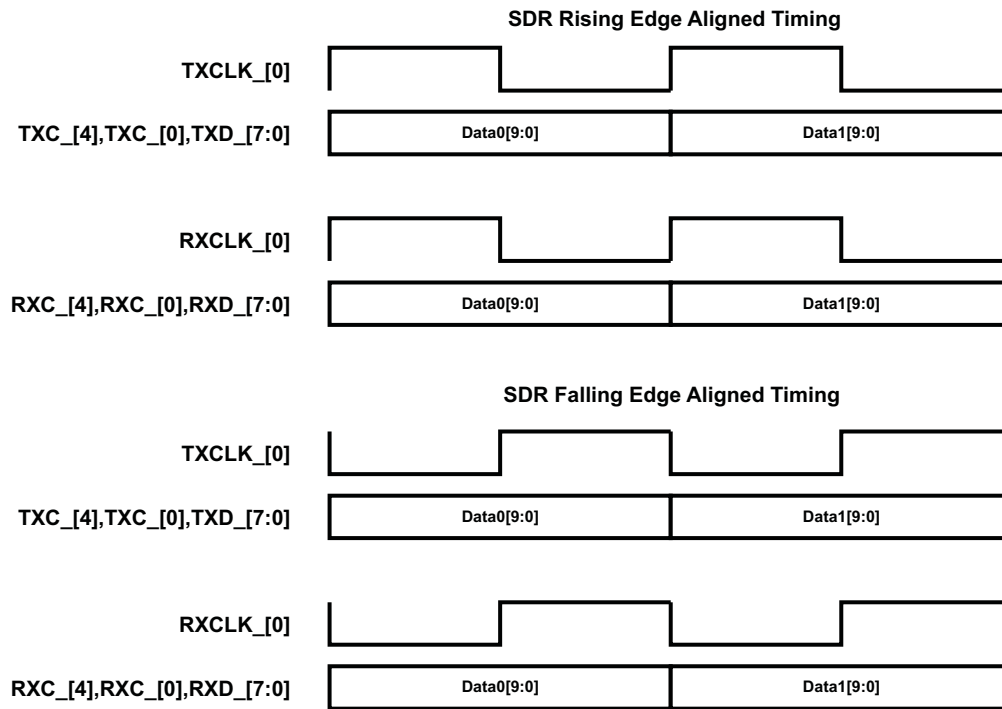 SDR Rising Edge Aligned Timing
TXCLK_[0]
TXC_[4],TXC_[0],TXD_[7:0] Data0[9:0] Data1[9:0]
RXCLK_[0]
RXC_[4],RXC_[0],RXD_[7:0] Data0[9:0] Data1[9:0]
SDR Falling Edge Aligned Timing
TXCLK_[0]
TXC_[4],TXC_[0],TXD_[7:0] Data0[9:0] Data1[9:0]
RXCLK_[0]
RXC_[4],RXC_[0],RXD_[7:0] Data0[9:0] Data1[9:0]